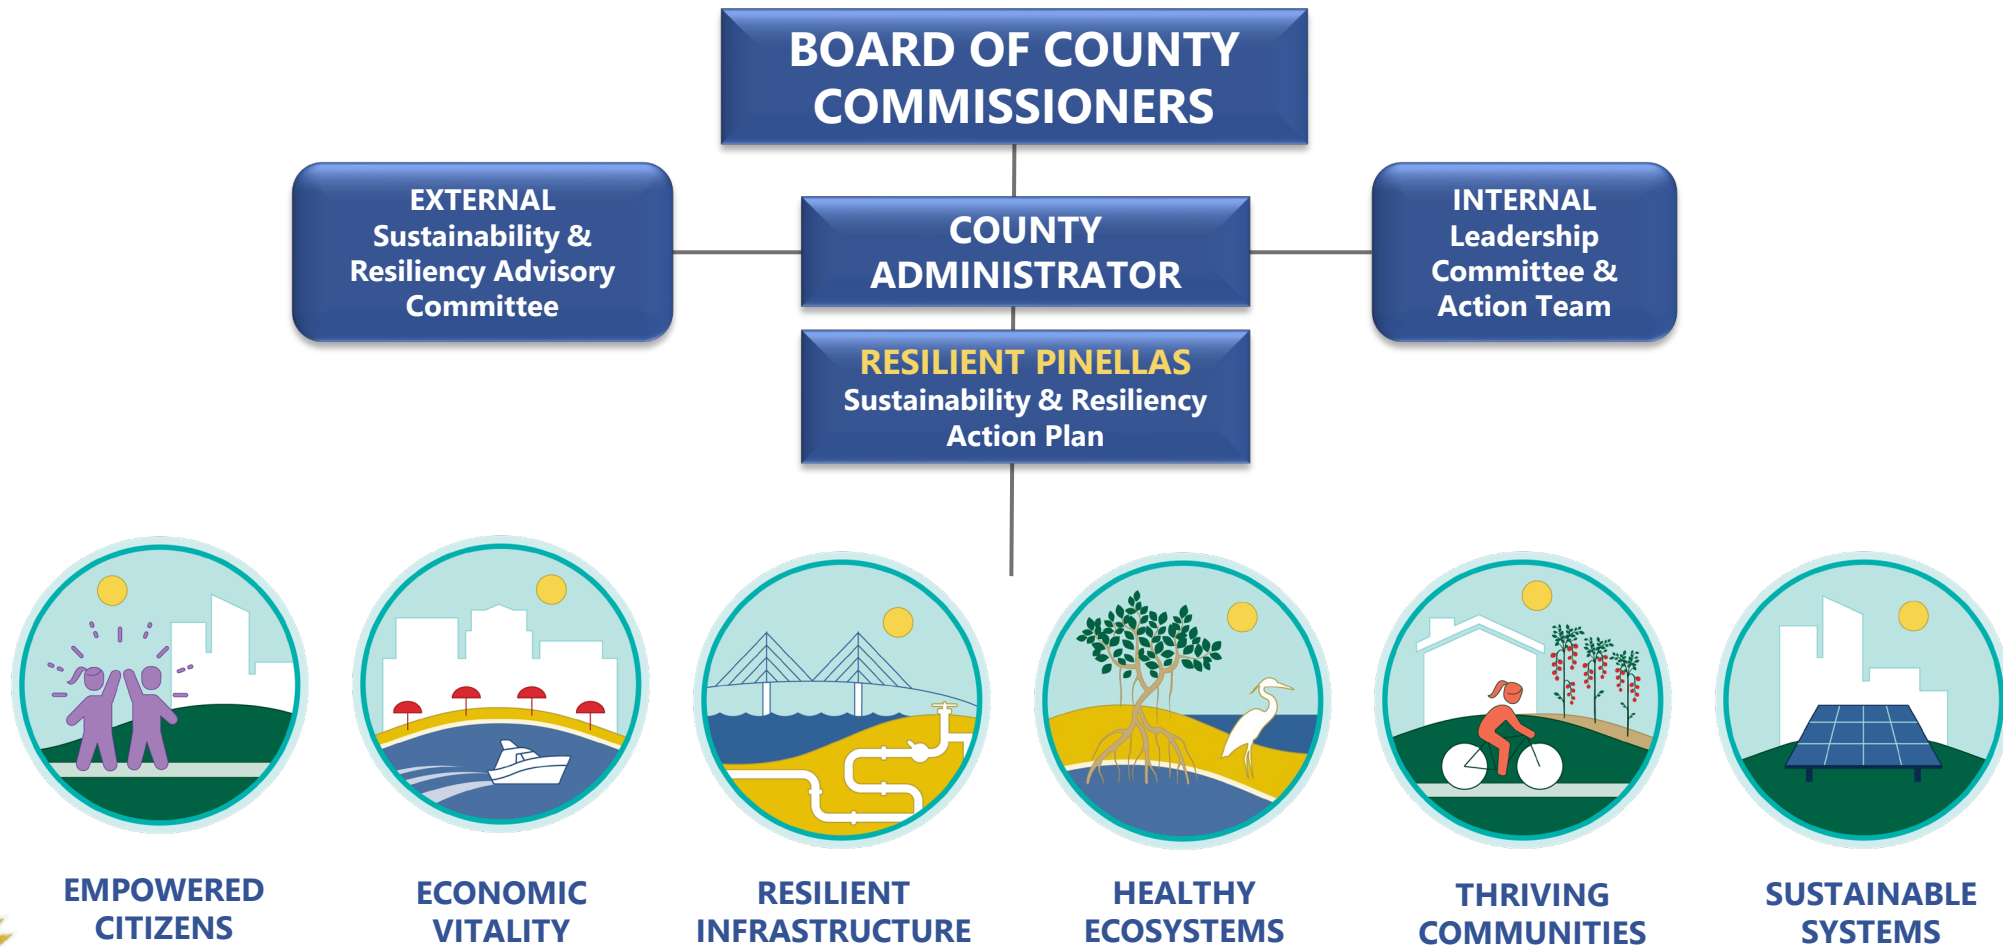 BOARD OF COUNTY
COMMISSIONERS
EXTERNAL
Sustainability &
Resiliency Advisory
Committee
COUNTY
ADMINISTRATOR
INTERNAL
Leadership
Committee &
Action Team
RESILIENT PINELLAS
Sustainability & Resiliency
Action Plan
EMPOWERED
CITIZENS
ECONOMIC
VITALITY
RESILIENT
INFRASTRUCTURE
HEALTHY
ECOSYSTEMS
THRIVING
COMMUNITIES
SUSTAINABLE
SYSTEMS